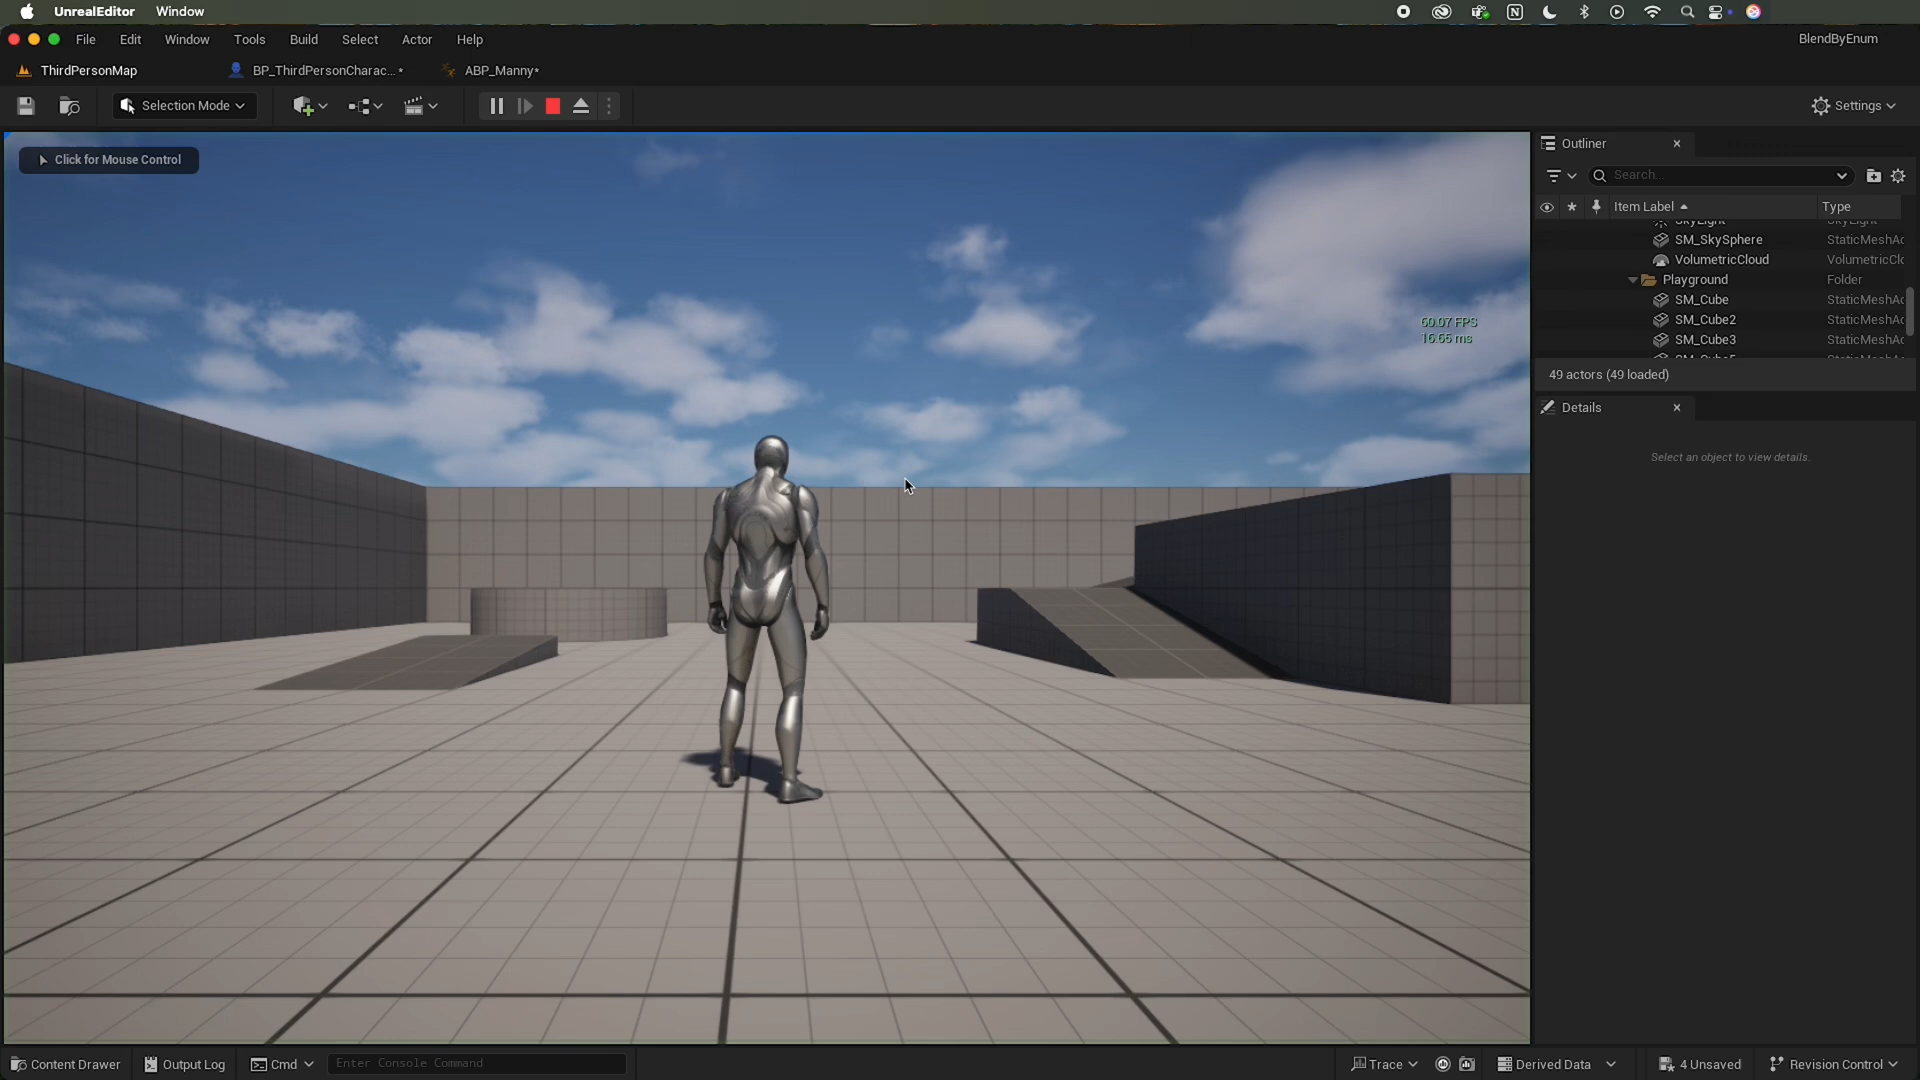 UnrealEditor Window
File Edit Window Tools Build Select Actor Help
BlendByEnum
ThirdPersonMap
BP_ThirdPersonCharac...*
ABP_Manny*
Selection Mode
Settings
Click for Mouse Control
60.07 FPS
16.65 ms
Outliner
Search...
Item Label
Type
SkyLight SkyLight
SM_SkySphere StaticMeshAc
VolumetricCloud VolumetricClo
Playground Folder
SM_Cube StaticMeshAc
SM_Cube2 StaticMeshAc
SM_Cube3 StaticMeshAc
49 actors (49 loaded)
Details
Select an object to view details.
Content Drawer
Output Log
Cmd
Enter Console Command
Trace
Derived Data
4 Unsaved
Revision Control